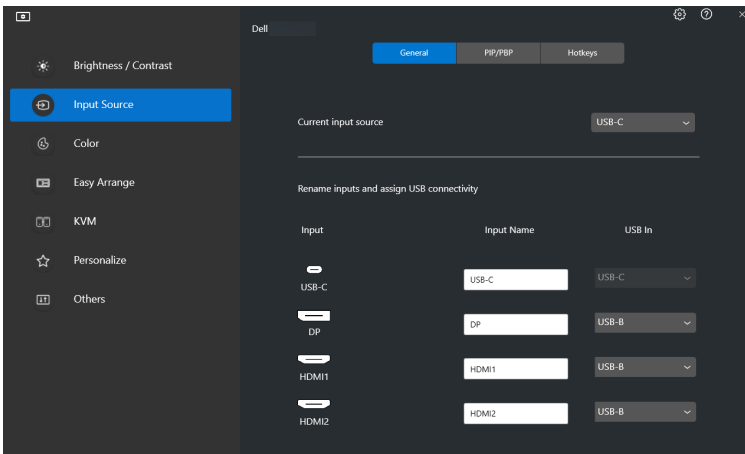 Dell
General PIP/PBP Hotkeys
Brightness / Contrast
Input Source
Color
Easy Arrange
KVM
Personalize
Others
Current input source USB-C
Rename inputs and assign USB connectivity
Input Input Name USB In
USB-C USB-C USB-C
DP DP USB-B
HDMI1 HDMI1 USB-B
HDMI2 HDMI2 USB-B